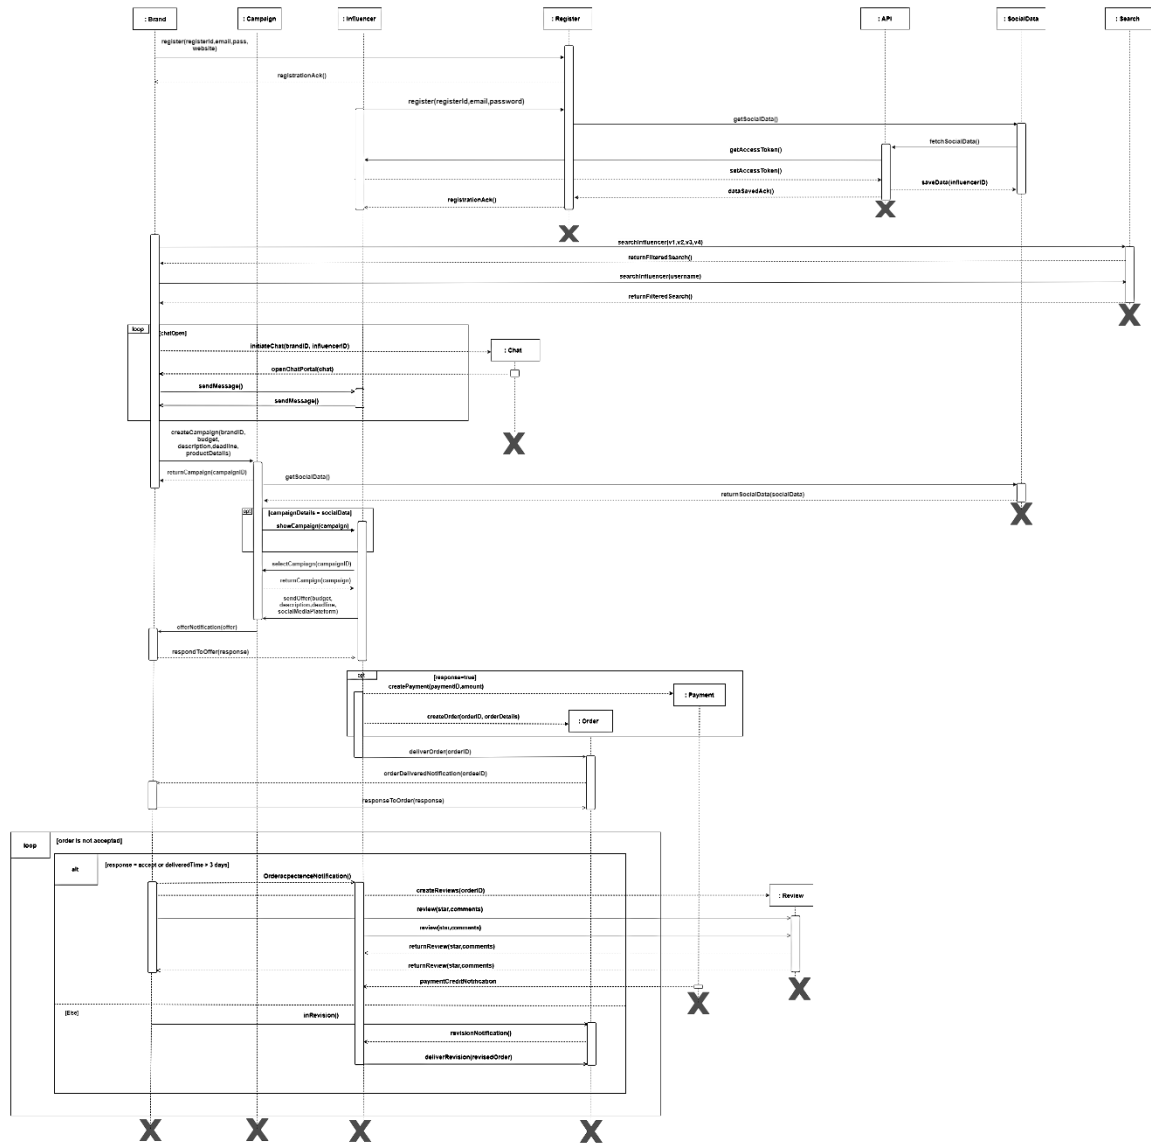 : Brand
: Campaign
: Influencer
: Register
: API
: SocialData
: Search
register(registerId,email,pass,
website)
registrationAck()
register(registerId,email,password)
getSocialData()
fetchSocialData()
getAccessToken()
setAccessToken()
saveData(influencerID)
dataSavedAck()
registrationAck()
searchInfluencer(v1,v2,v3,v4)
returnFilteredSearch()
searchInfluencer(username)
returnFilteredSearch()
loop
[chatOpen]
initiateChat(brandID, influencerID)
: Chat
openChatPortal(chat)
sendMessage()
sendMessage()
createCampaign(brandID,
budget,
description,deadline,
productDetails)
returnCampaign(campaignID)
getSocialData()
returnSocialData(socialData)
opt
[campaignDetails = socialData]
showCampaign(campaign)
selectCampiagn(campaignID)
returnCampign(campaign)
sendOffer(budget,
description,deadline,
socialMediaPlateform)
offerNotification(offer)
respondToOffer(response)
opt
[response=true]
createPayment(paymentID,amount)
: Payment
createOrder(orderID, orderDetails)
: Order
deliverOrder(orderID)
orderDeliveredNotification(ordeeID)
responseToOrder(response)
loop
[order is not accepted]
alt
[response = accept or deliveredTime > 3 days]
Orderacpectence​Notification()
createReviews(orderID)
: Review
review(star,comments)
review(star,comments)
returnReview(star,comments)
returnReview(star,comments)
paymentCreditNotification
[Else]
inRevision()
revisionNotification()
deliverRevision(revisedOrder)